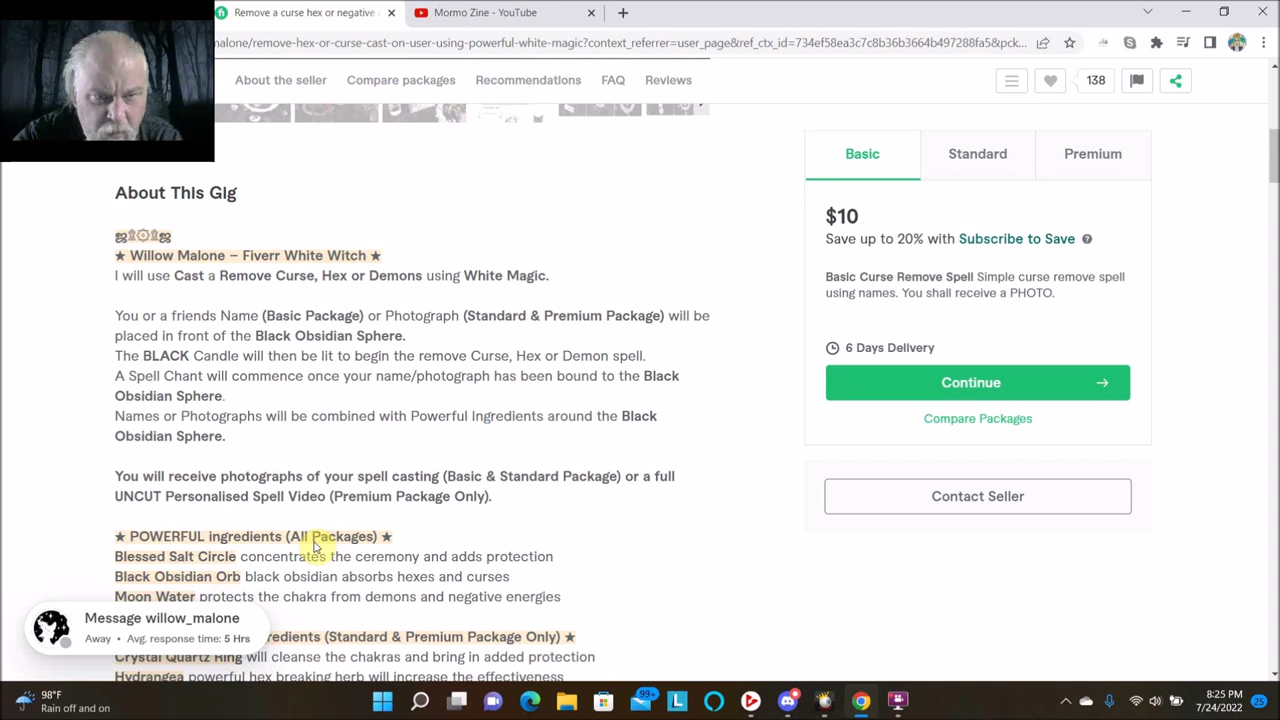 Remove a curse hex or negative
Mormo Zine - YouTube
malone/remove-hex-or-curse-cast-on-user-using-powerful-white-magic?context_referrer=user_page&ref_ctx_id=734ef58ea3c7c8b36b3664b497288fa5&pck...
About the seller
Compare packages
Recommendations
FAQ
Reviews
138
About This Gig
★ Willow Malone – Fiverr White Witch ★
I will use Cast a Remove Curse, Hex or Demons using White Magic.
You or a friends Name (Basic Package) or Photograph (Standard & Premium Package) will be
placed in front of the Black Obsidian Sphere.
The BLACK Candle will then be lit to begin the remove Curse, Hex or Demon spell.
A Spell Chant will commence once your name/photograph has been bound to the Black
Obsidian Sphere.
Names or Photographs will be combined with Powerful Ingredients around the Black
Obsidian Sphere.
You will receive photographs of your spell casting (Basic & Standard Package) or a full
UNCUT Personalised Spell Video (Premium Package Only).
★ POWERFUL ingredients (All Packages) ★
Blessed Salt Circle concentrates the ceremony and adds protection
Black Obsidian Orb black obsidian absorbs hexes and curses
Moon Water protects the chakra from demons and negative energies
redients (Standard & Premium Package Only) ★
Crystal Quartz Ring will cleanse the chakras and bring in added protection
Hydrangea powerful hex breaking herb will increase the effectiveness
Basic
Standard
Premium
$10
Save up to 20% with Subscribe to Save
Basic Curse Remove Spell Simple curse remove spell
using names. You shall receive a PHOTO.
6 Days Delivery
Continue
Compare Packages
Contact Seller
Message willow_malone
Away • Avg. response time: 5 Hrs
98°F
Rain off and on
99+
8:25 PM
7/24/2022
25